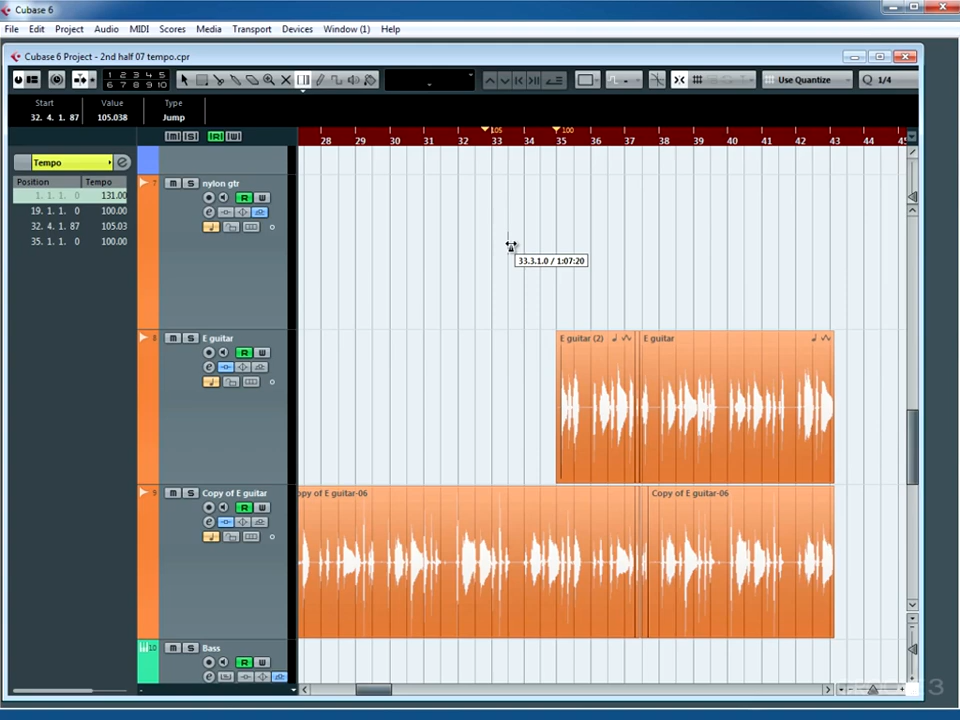 Cubase 6
File Edit Project Audio MIDI Scores Media Transport Devices Window (1) Help
Cubase 6 Project - 2nd half 07 tempo.cpr
1 2 3 4 5
6 7 8 9 10
Use Quantize
Q 1/4
Start Value Type
32. 4. 1. 87 105.038 Jump
M S R W
105 100
28 29 30 31 32 33 34 35 36 37 38 39 40 41 42 43 44 45
Tempo
Position Tempo
1. 1. 1. 0 131.00
19. 1. 1. 0 100.00
32. 4. 1. 87 105.03
35. 1. 1. 0 100.00
7 M S nylon gtr
R W
e
33.3.1.0 / 1:07:20
8 M S E guitar
R W
e
E guitar (2) E guitar
9 M S Copy of E guitar
R W
e
opy of E guitar-06 Copy of E guitar-06
10 M S Bass
R W
e